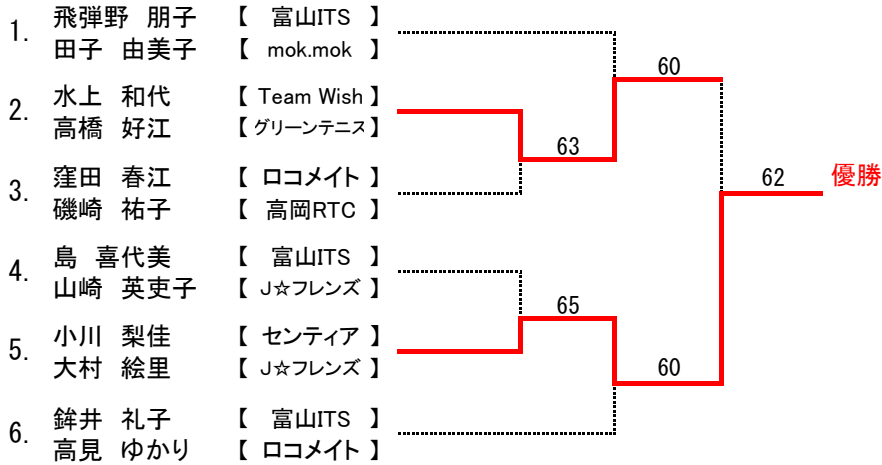 1. 飛弾野 朋子 【 富山ITS 】
田子 由美子 【 mok.mok 】
2. 水上 和代 【 Team Wish 】
高橋 好江 【 グリーンテニス 】
3. 窪田 春江 【 ロコメイト 】
磯崎 祐子 【 高岡RTC 】
4. 島 喜代美 【 富山ITS 】
山崎 英吏子 【 J☆フレンズ 】
5. 小川 梨佳 【 センティア 】
大村 絵里 【 J☆フレンズ 】
6. 鉾井 礼子 【 富山ITS 】
高見 ゆかり 【 ロコメイト 】
63
65
60
60
62
優勝